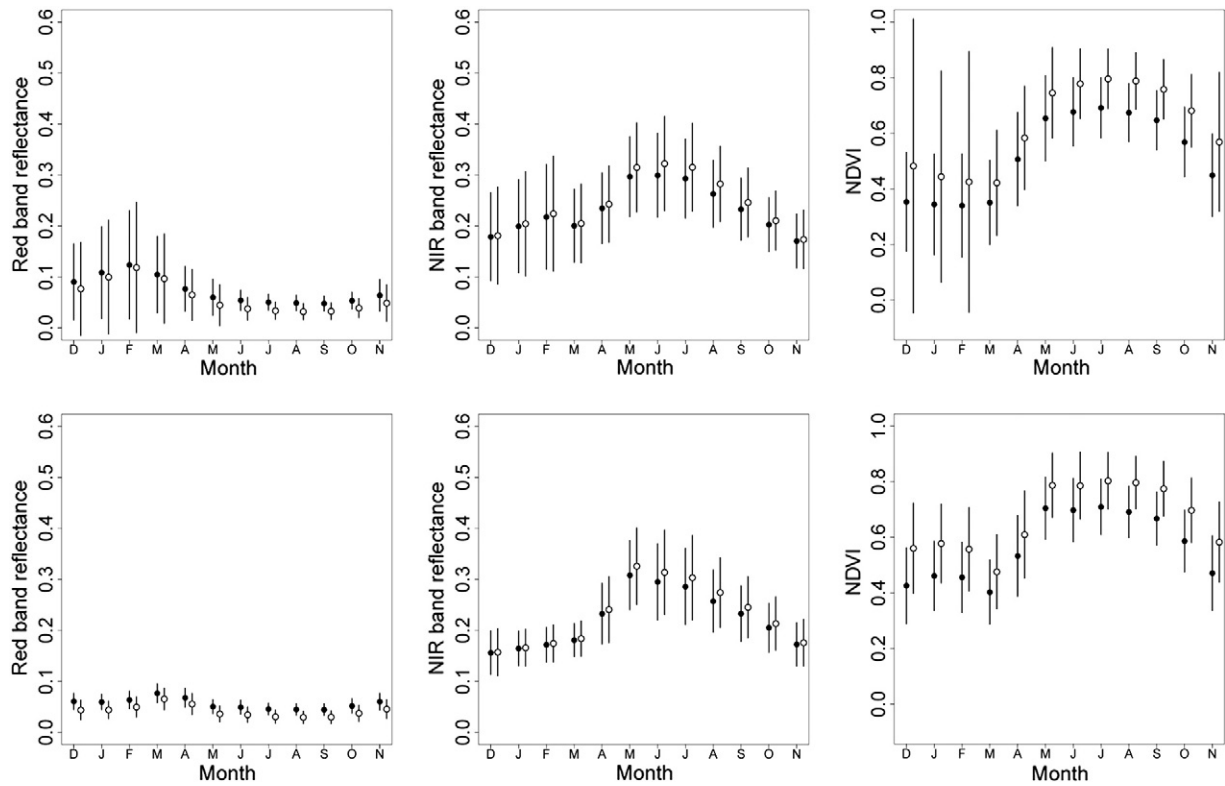 Red band reflectance
0.0 0.1 0.2 0.3 0.4 0.5 0.6
D J F M A M J J A S O N
Month
NIR band reflectance
0.0 0.1 0.2 0.3 0.4 0.5 0.6
D J F M A M J J A S O N
Month
NDVI
0.0 0.2 0.4 0.6 0.8 1.0
D J F M A M J J A S O N
Month
Red band reflectance
0.0 0.1 0.2 0.3 0.4 0.5 0.6
D J F M A M J J A S O N
Month
NIR band reflectance
0.0 0.1 0.2 0.3 0.4 0.5 0.6
D J F M A M J J A S O N
Month
NDVI
0.0 0.2 0.4 0.6 0.8 1.0
D J F M A M J J A S O N
Month